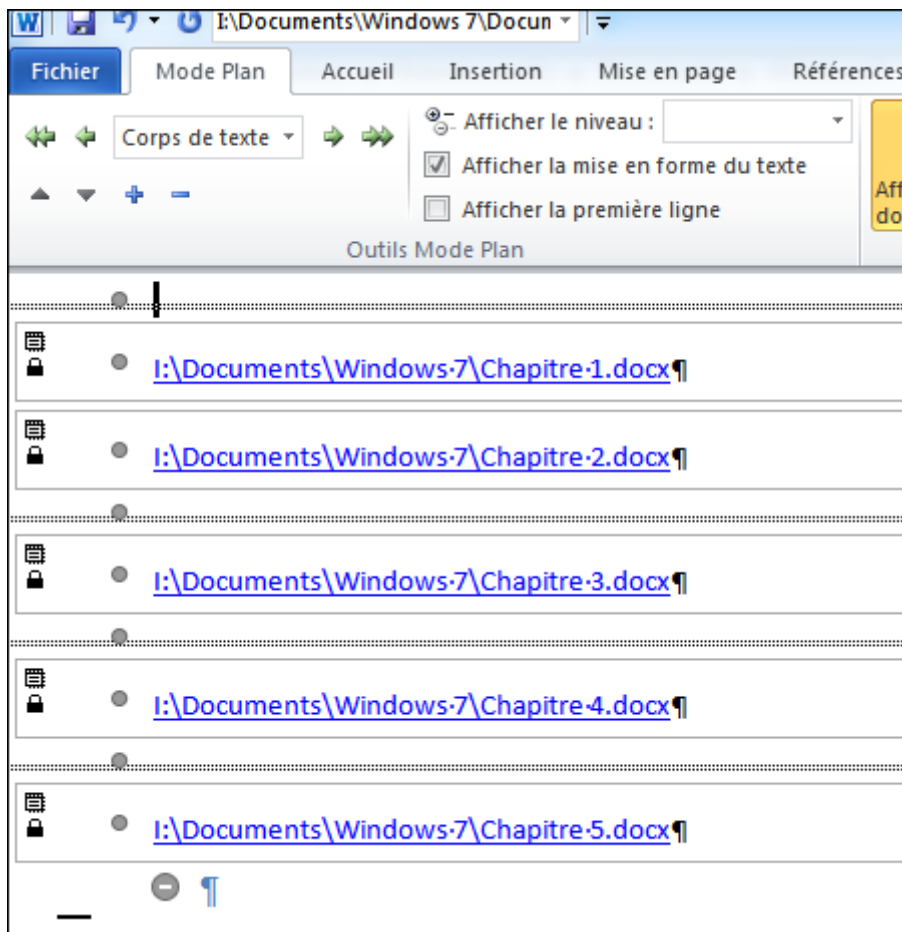 I:\Documents\Windows 7\Docun
Fichier Mode Plan Accueil Insertion Mise en page Références
Corps de texte Afficher le niveau :
Afficher la mise en forme du texte
Afficher la première ligne
Aff
do
Outils Mode Plan
I:\Documents\Windows·7\Chapitre·1.docx¶
I:\Documents\Windows·7\Chapitre·2.docx¶
I:\Documents\Windows·7\Chapitre·3.docx¶
I:\Documents\Windows·7\Chapitre·4.docx¶
I:\Documents\Windows·7\Chapitre·5.docx¶
¶